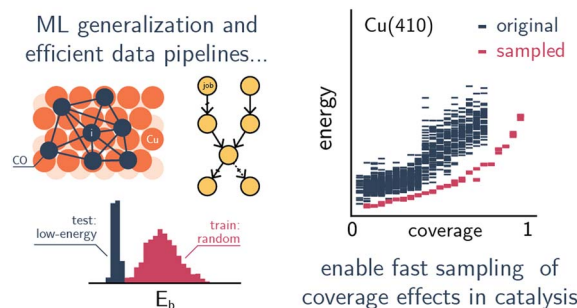 ML generalization and
efficient data pipelines...
job
i
Cu
CO
test:
low-energy
train:
random
E_b
Cu(410)
original
sampled
energy
0
coverage
1
enable fast sampling of
coverage effects in catalysis